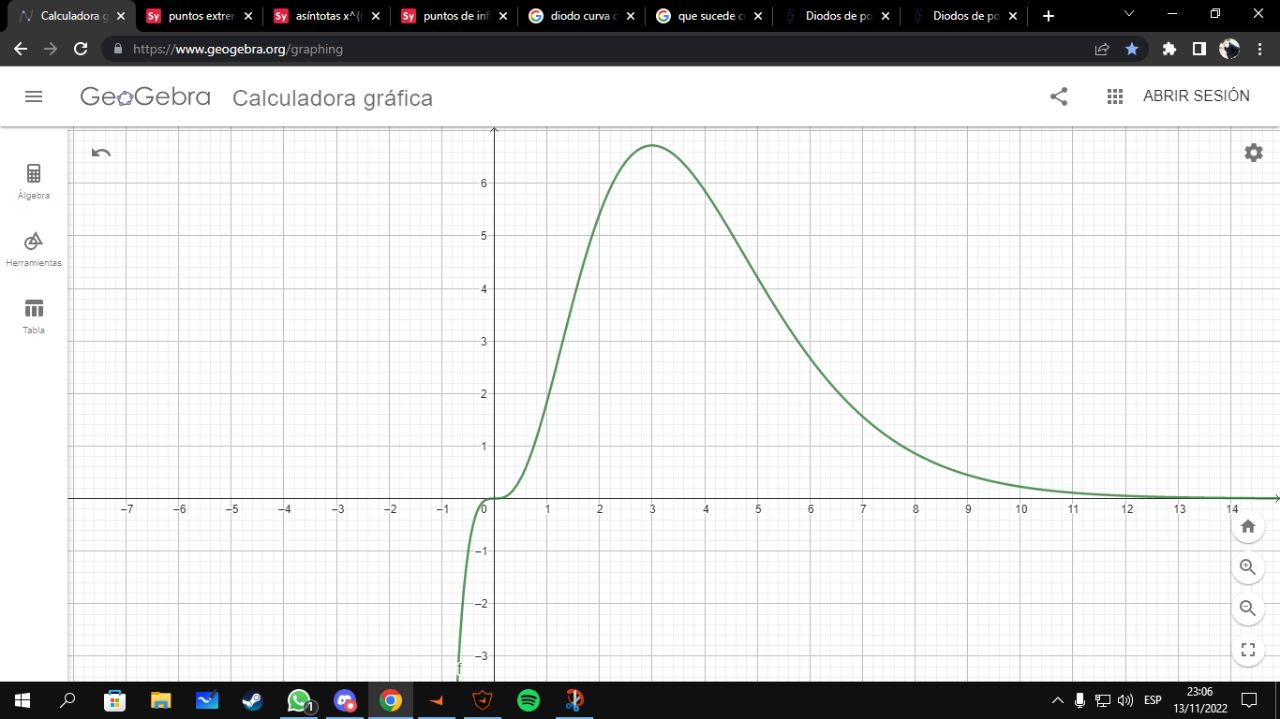 Calculadora g
puntos extrer
asíntotas x^{(
puntos de inf
diodo curva c
que sucede c
Diodos de po
Diodos de po
https://www.geogebra.org/graphing
GeoGebra Calculadora gráfica
ABRIR SESIÓN
Álgebra
Herramientas
Tabla
6
5
4
3
2
1
−7 −6 −5 −4 −3 −2 −1 0 1 2 3 4 5 6 7 8 9 10 11 12 13 14
−1
−2
−3
f
1
ESP
23:06
13/11/2022